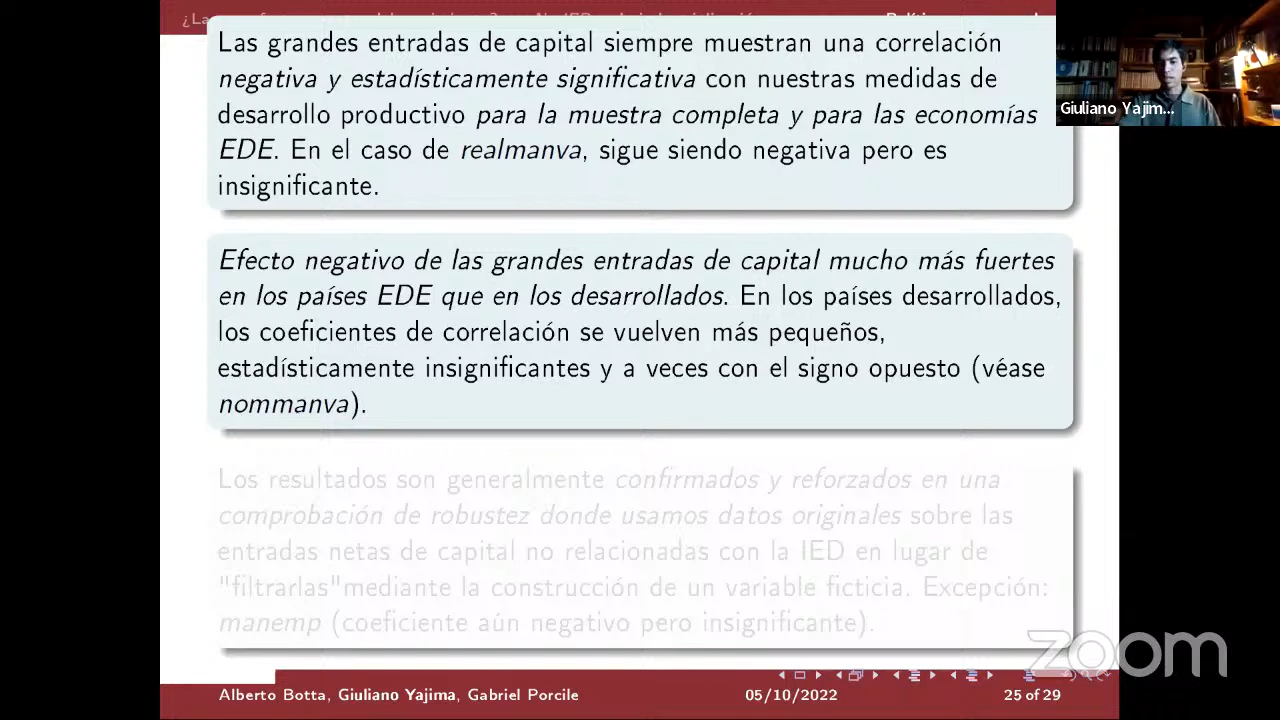 Las grandes entradas de capital siempre muestran una correlación
negativa y estadísticamente significativa con nuestras medidas de
desarrollo productivo para la muestra completa y para las economías
EDE. En el caso de realmanva, sigue siendo negativa pero es
insignificante.
Giuliano Yajim...
Efecto negativo de las grandes entradas de capital mucho más fuertes
en los países EDE que en los desarrollados. En los países desarrollados,
los coeficientes de correlación se vuelven más pequeños,
estadísticamente insignificantes y a veces con el signo opuesto (véase
nommanva).
Los resultados son generalmente confirmados y reforzados en una
comprobación de robustez donde usamos datos originales sobre las
entradas netas de capital no relacionadas con la IED en lugar de
"filtrarlas"mediante la construcción de un variable ficticia. Excepción:
manemp (coeficiente aún negativo pero insignificante).
zoom
Alberto Botta, Giuliano Yajima, Gabriel Porcile 05/10/2022 25 of 29